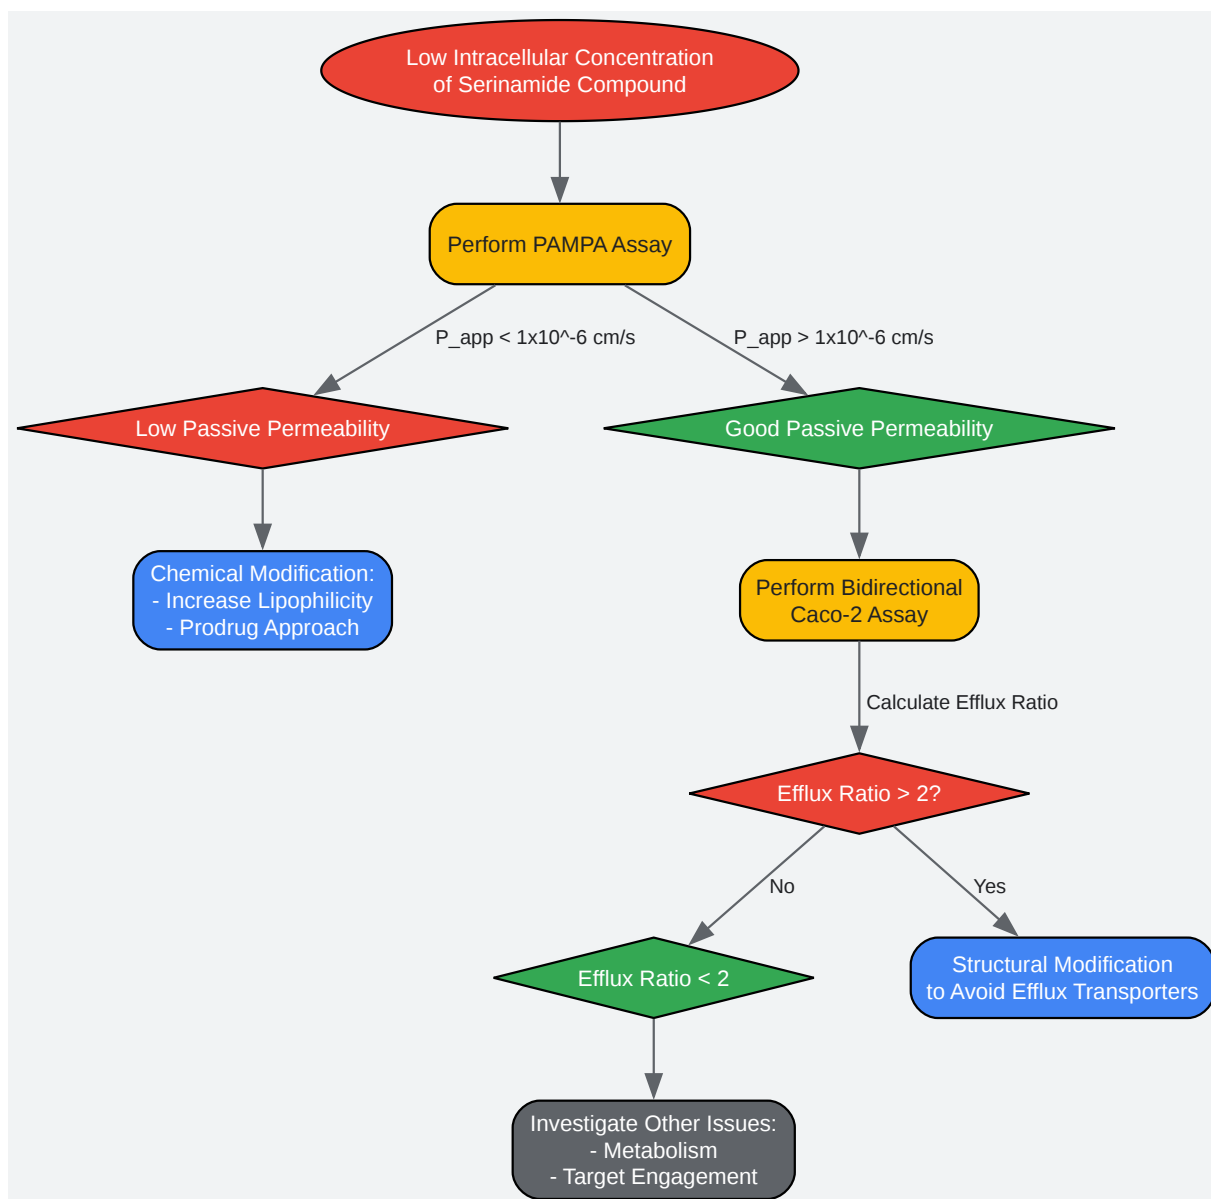 Low Intracellular Concentration
of Serinamide Compound
Perform PAMPA Assay
P_app < 1x10^-6 cm/s
P_app > 1x10^-6 cm/s
Low Passive Permeability
Good Passive Permeability
Chemical Modification:
- Increase Lipophilicity
- Prodrug Approach
Perform Bidirectional
Caco-2 Assay
Calculate Efflux Ratio
Efflux Ratio > 2?
No
Yes
Efflux Ratio < 2
Structural Modification
to Avoid Efflux Transporters
Investigate Other Issues:
- Metabolism
- Target Engagement